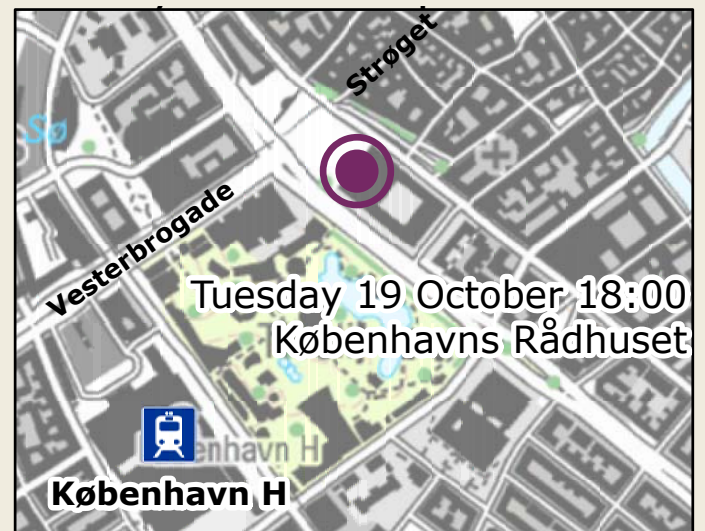 Strøget
Sø
Vesterbrogade
Tuesday 19 October 18:00
Københavns Rådhuset
enhavn H
København H